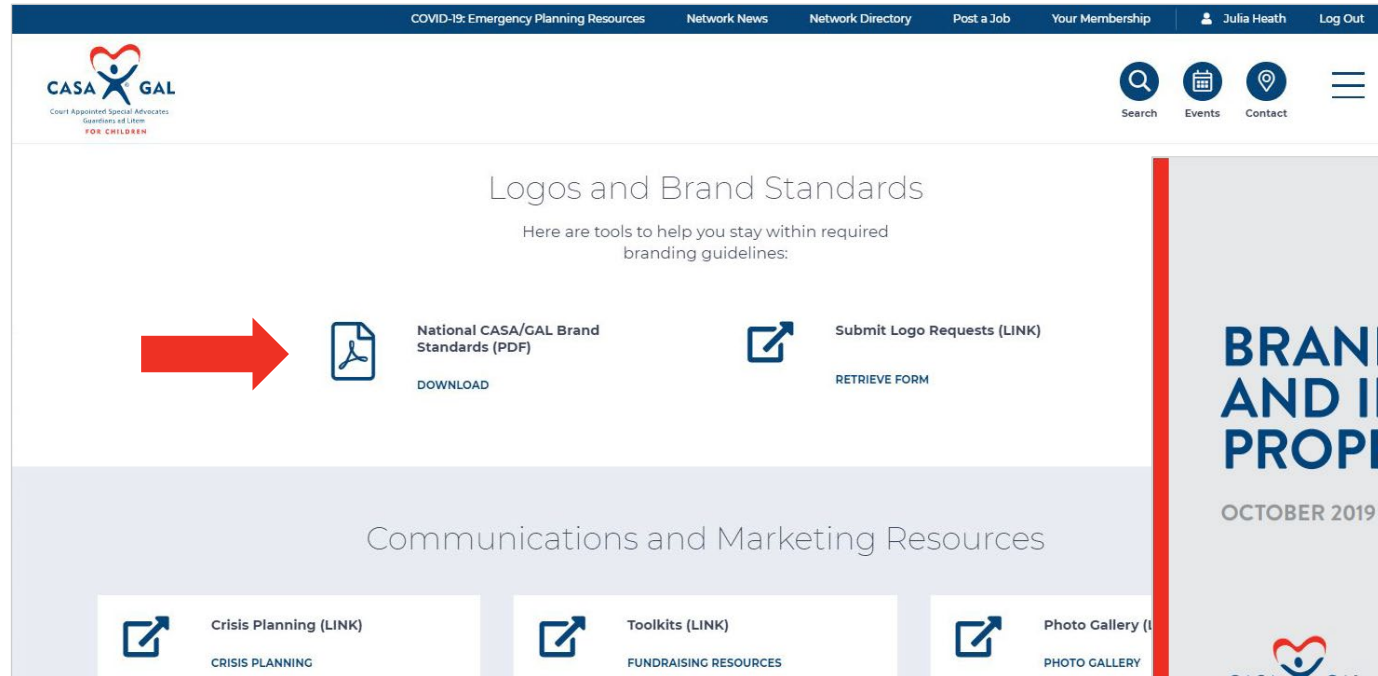 COVID-19: Emergency Planning Resources Network News Network Directory Post a Job Your Membership Julia Heath Log Out
CASA GAL
Court Appointed Special Advocates
Guardians ad Litem
FOR CHILDREN
Search Events Contact
Logos and Brand Standards
Here are tools to help you stay within required
branding guidelines:
National CASA/GAL Brand
Standards (PDF)
DOWNLOAD
Submit Logo Requests (LINK)
RETRIEVE FORM
Communications and Marketing Resources
Crisis Planning (LINK)
CRISIS PLANNING
Toolkits (LINK)
FUNDRAISING RESOURCES
Photo Gallery (
PHOTO GALLERY
BRAN
AND I
PROP
OCTOBER 2019